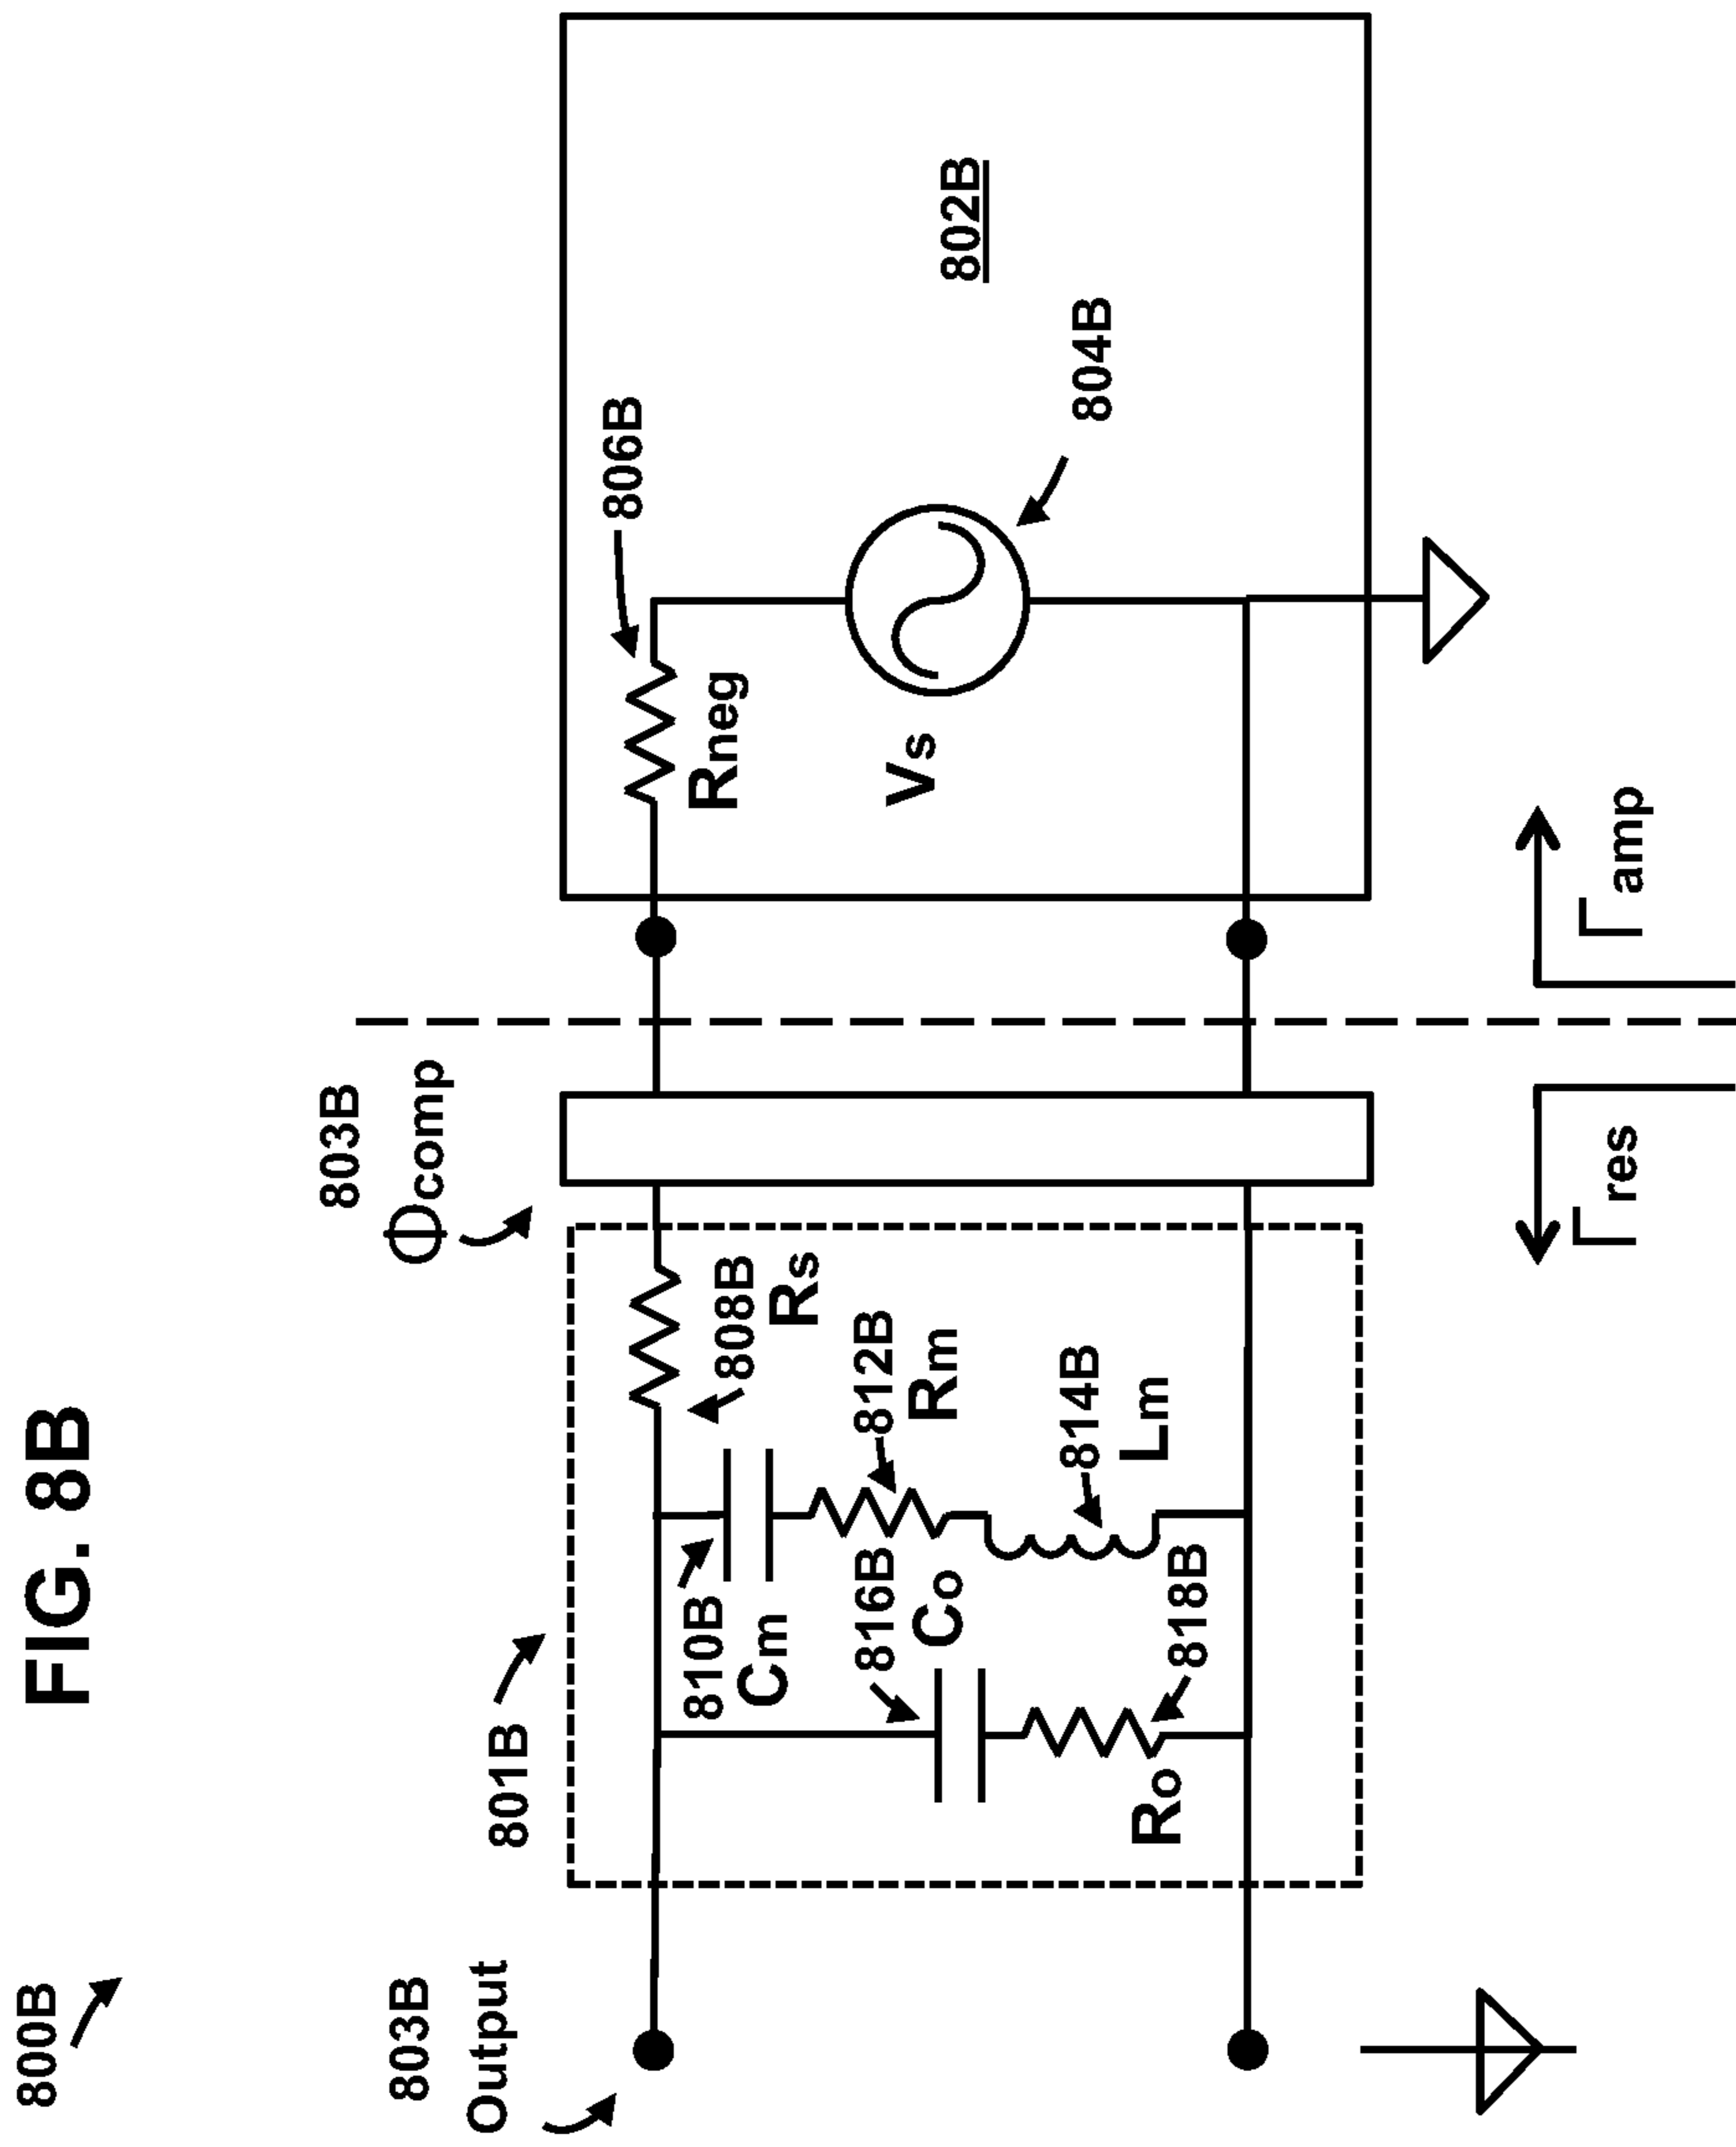 FIG. 8B
800B
803B
Output
801B
803B
Φcomp
808B
Rs
810B
Cm
812B
Rm
814B
Lm
816B
Co
818B
Ro
806B
Rneg
Vs
804B
802B
Γres
Γamp